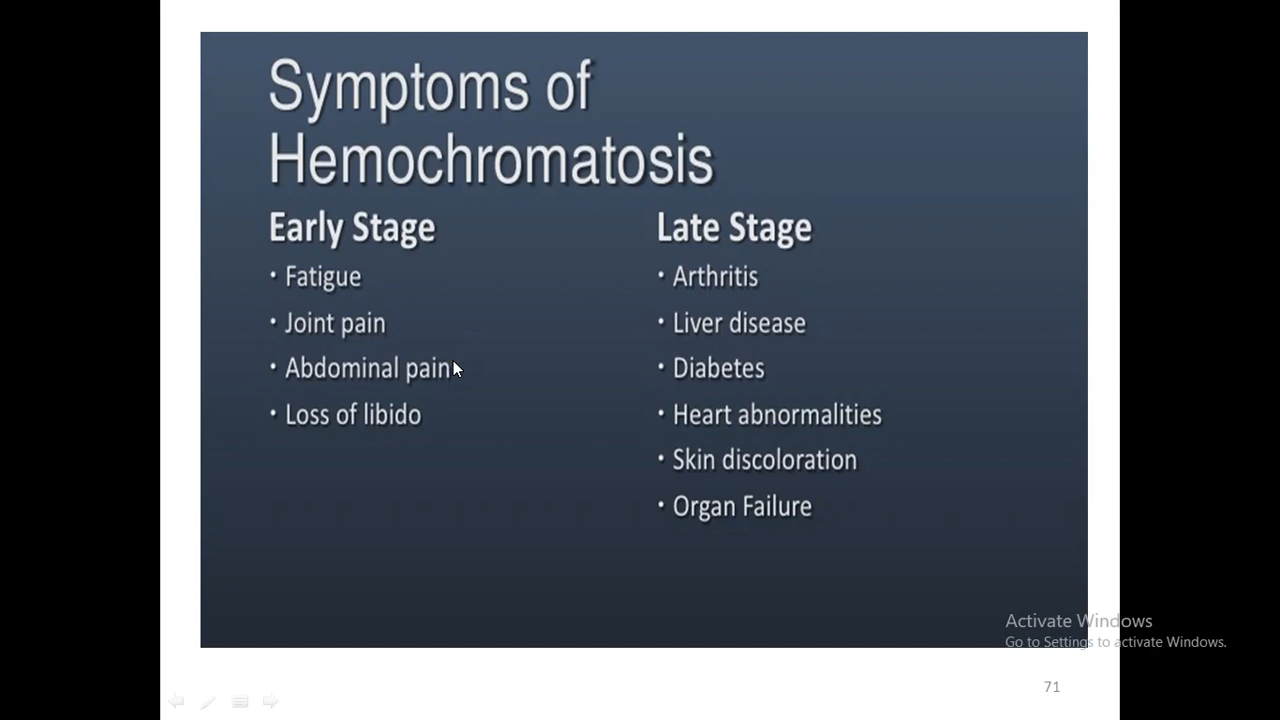 Symptoms of
Hemochromatosis
Early Stage
• Fatigue
• Joint pain
• Abdominal pain
• Loss of libido
Late Stage
• Arthritis
• Liver disease
• Diabetes
• Heart abnormalities
• Skin discoloration
• Organ Failure
Activate Windows
Go to Settings to activate Windows.
71